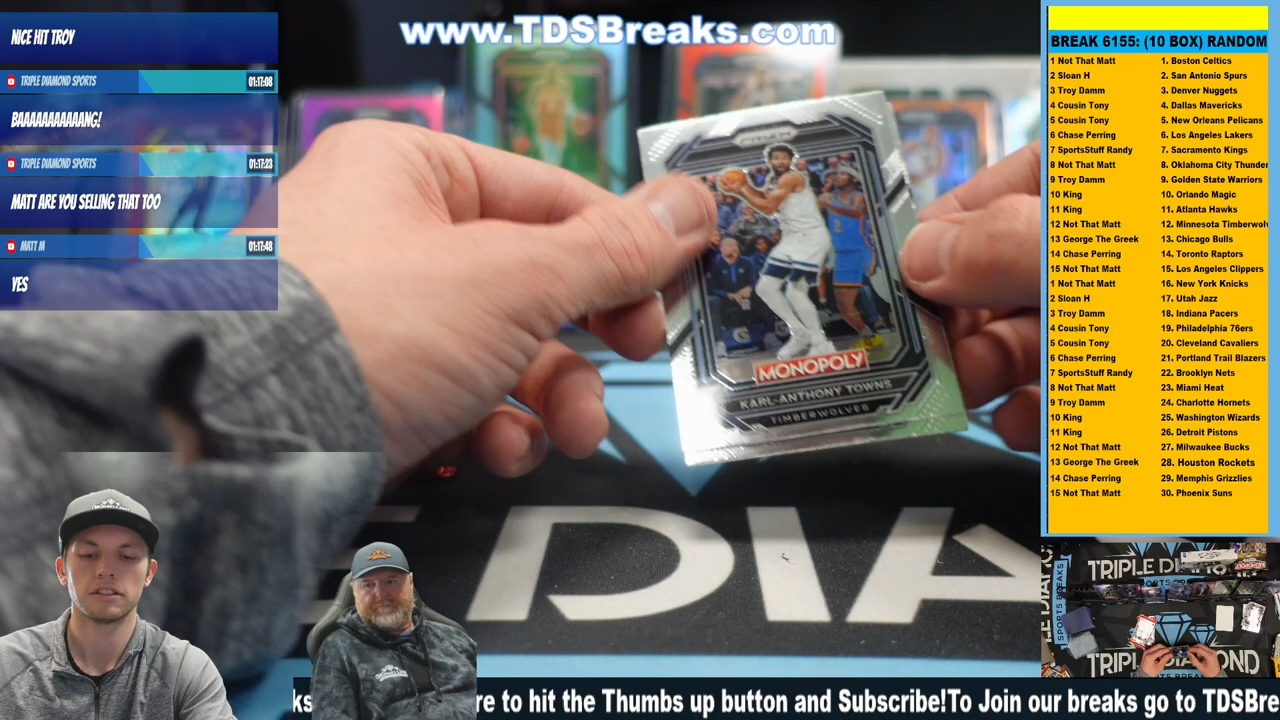 www.TDSBreaks.com
NICE HIT TROY
TRIPLE DIAMOND SPORTS 01:17:08
BAAAAAAAAAAANG!
TRIPLE DIAMOND SPORTS 01:17:23
MATT ARE YOU SELLING THAT TOO
MATT M 01:17:48
YES
PRIZM
MONOPOLY
KARL-ANTHONY TOWNS
TIMBERWOLVES
E DIA
BREAK 6155: (10 BOX) RANDOM
1 Not That Matt 1. Boston Celtics
2 Sloan H 2. San Antonio Spurs
3 Troy Damm 3. Denver Nuggets
4 Cousin Tony 4. Dallas Mavericks
5 Cousin Tony 5. New Orleans Pelicans
6 Chase Perring 6. Los Angeles Lakers
7 SportsStuff Randy 7. Sacramento Kings
8 Not That Matt 8. Oklahoma City Thunder
9 Troy Damm 9. Golden State Warriors
10 King 10. Orlando Magic
11 King 11. Atlanta Hawks
12 Not That Matt 12. Minnesota Timberwolv
13 George The Greek 13. Chicago Bulls
14 Chase Perring 14. Toronto Raptors
15 Not That Matt 15. Los Angeles Clippers
1 Not That Matt 16. New York Knicks
2 Sloan H 17. Utah Jazz
3 Troy Damm 18. Indiana Pacers
4 Cousin Tony 19. Philadelphia 76ers
5 Cousin Tony 20. Cleveland Cavaliers
6 Chase Perring 21. Portland Trail Blazers
7 SportsStuff Randy 22. Brooklyn Nets
8 Not That Matt 23. Miami Heat
9 Troy Damm 24. Charlotte Hornets
10 King 25. Washington Wizards
11 King 26. Detroit Pistons
12 Not That Matt 27. Milwaukee Bucks
13 George The Greek 28. Houston Rockets
14 Chase Perring 29. Memphis Grizzlies
15 Not That Matt 30. Phoenix Suns
TRIPLE DIAMOND
SPORTS BREAKS
TRIPLE DIAMOND
ks
re to hit the Thumbs up button and Subscribe!To Join our breaks go to TDSBre